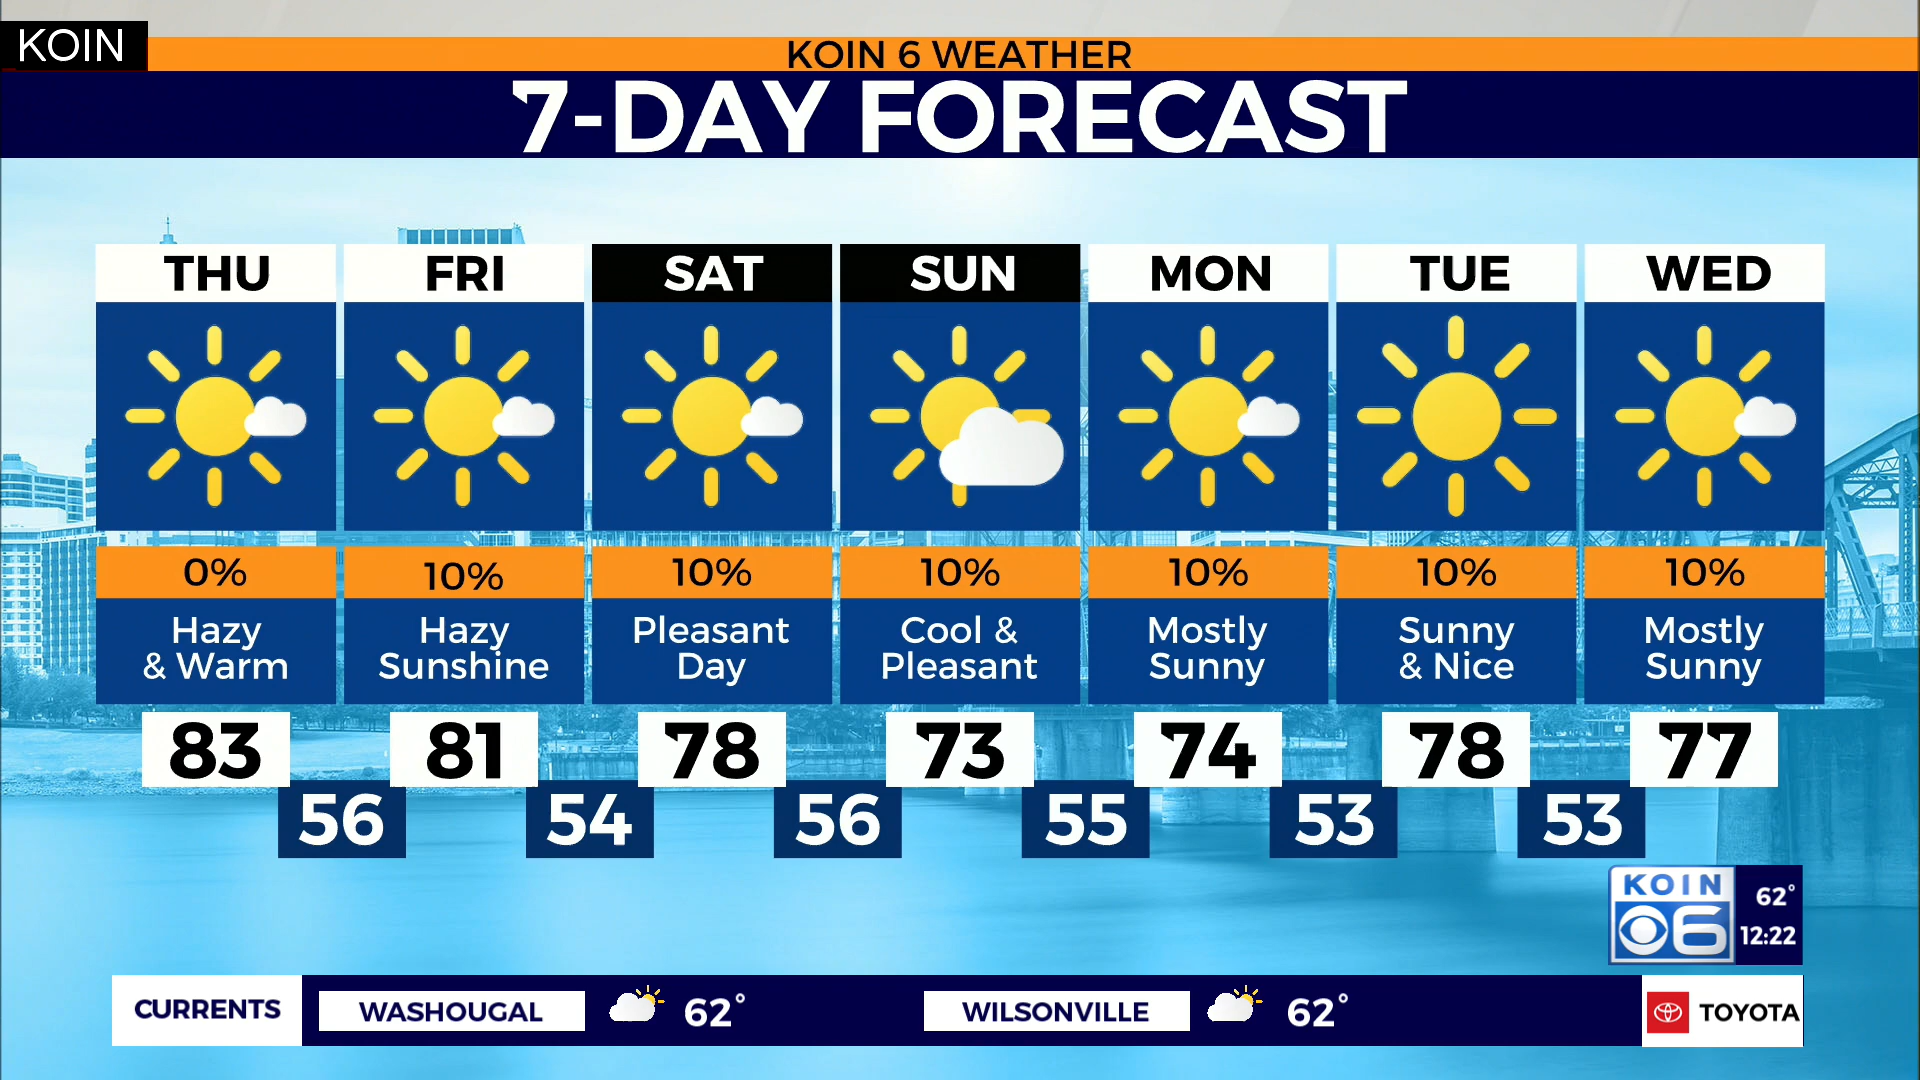 KOIN
KOIN 6 WEATHER
7-DAY FORECAST
THU FRI SAT SUN MON TUE WED
0% 10% 10% 10% 10% 10% 10%
Hazy
& Warm
Hazy
Sunshine
Pleasant
Day
Cool &
Pleasant
Mostly
Sunny
Sunny
& Nice
Mostly
Sunny
83 81 78 73 74 78 77
56 54 56 55 53 53
KOIN
6
62°
12:22
CURRENTS WASHOUGAL 62° WILSONVILLE 62° TOYOTA